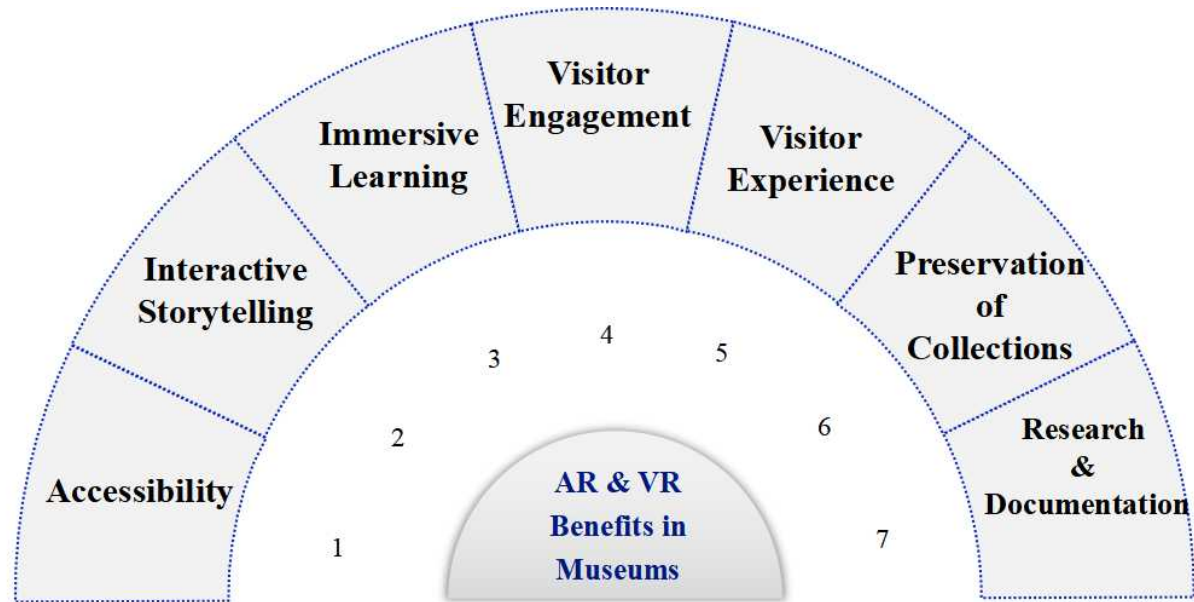 Accessibility
1
Interactive
Storytelling
2
Immersive
Learning
3
Visitor
Engagement
4
Visitor
Experience
5
Preservation
of
Collections
6
Research
&
Documentation
7
AR & VR
Benefits in
Museums